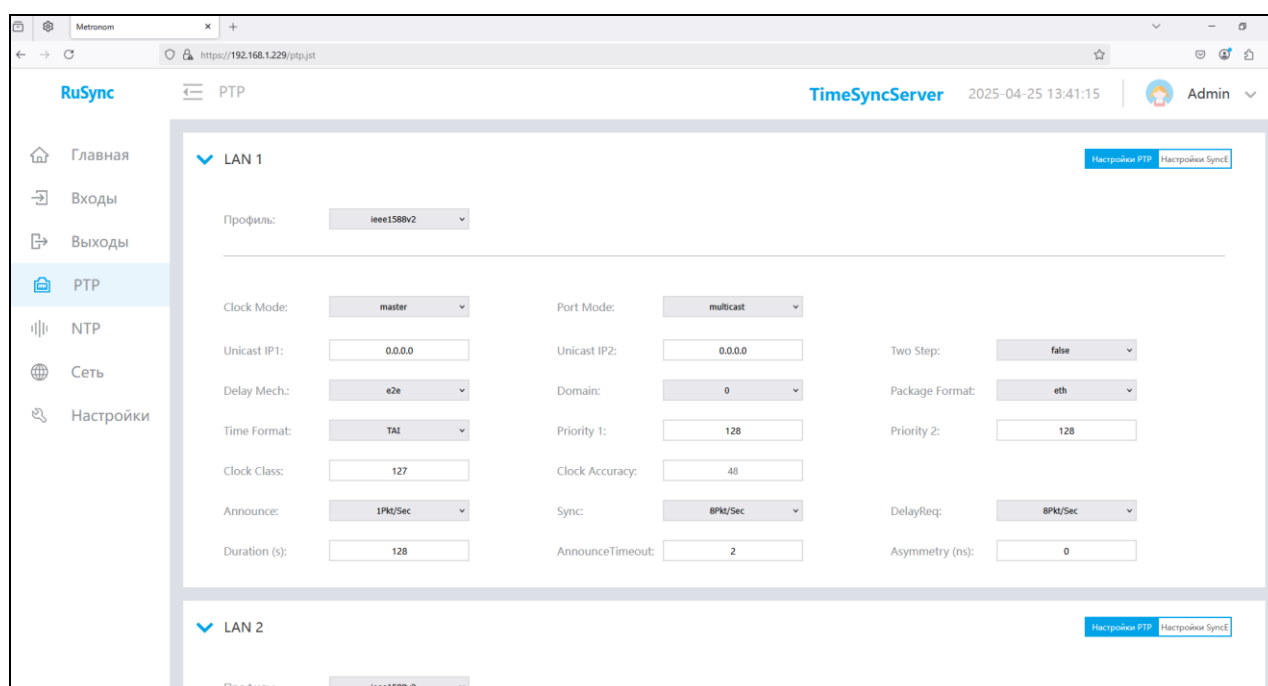 Metronom
https://192.168.1.229/ptp.jst
RuSync PTP TimeSyncServer 2025-04-25 13:41:15 Admin
Главная
Входы
Выходы
PTP
NTP
Сеть
Настройки
LAN 1 Настройки PTP Настройки SyncE
Профиль: ieee1588v2
Clock Mode: master Port Mode: multicast
Unicast IP1: 0.0.0.0 Unicast IP2: 0.0.0.0 Two Step: false
Delay Mech.: e2e Domain: 0 Package Format: eth
Time Format: TAI Priority 1: 128 Priority 2: 128
Clock Class: 127 Clock Accuracy: 48
Announce: 1Pkt/Sec Sync: 8Pkt/Sec DelayReq: 8Pkt/Sec
Duration (s): 128 AnnounceTimeout: 2 Asymmetry (ns): 0
LAN 2 Настройки PTP Настройки SyncE